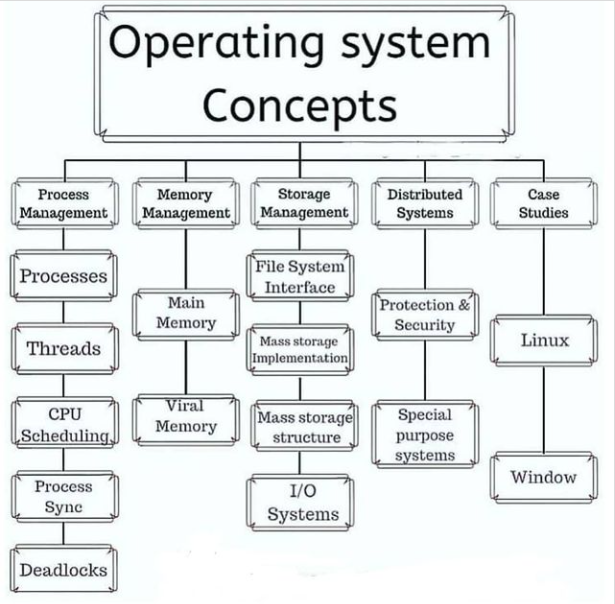 Operating system
Concepts
Process
Management
Memory
Management
Storage
Management
Distributed
Systems
Case
Studies
Processes
Threads
CPU
Scheduling
Process
Sync
Deadlocks
Main
Memory
Viral
Memory
File System
Interface
Mass storage
Implementation
Mass storage
structure
I/O
Systems
Protection &
Security
Special
purpose
systems
Linux
Window